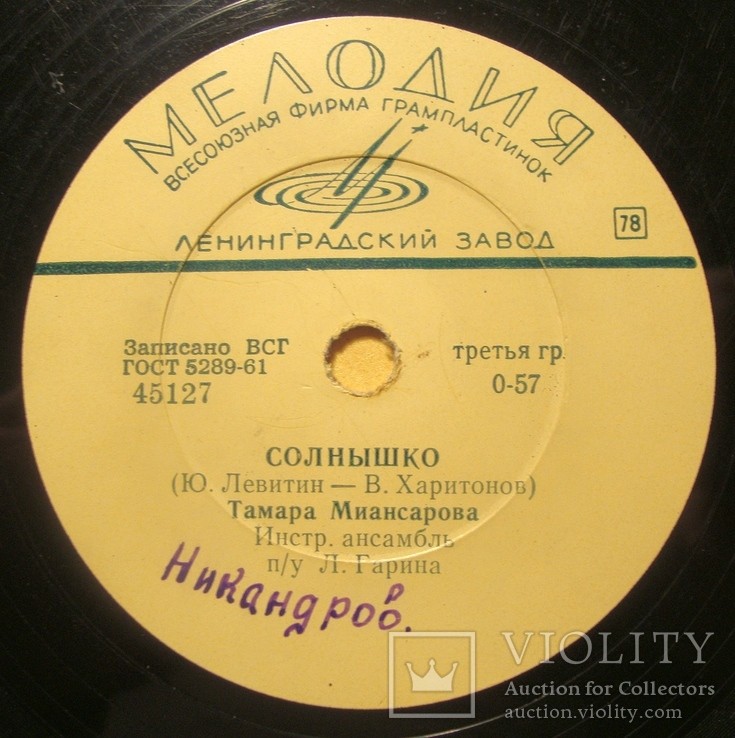 МЕЛОДИЯ
ВСЕСОЮЗНАЯ ФИРМА ГРАМПЛАСТИНОК
ЛЕНИНГРАДСКИЙ ЗАВОД
78
Записано ВСГ
ГОСТ 5289-61
45127
третья гр.
0-57
СОЛНЫШКО
(Ю. Левитин — В. Харитонов)
Тамара Миансарова
Инстр. ансамбль
п/у Л. Гарина
Никандров.
VIOLITY
Auction for Collectors
auction.violity.com